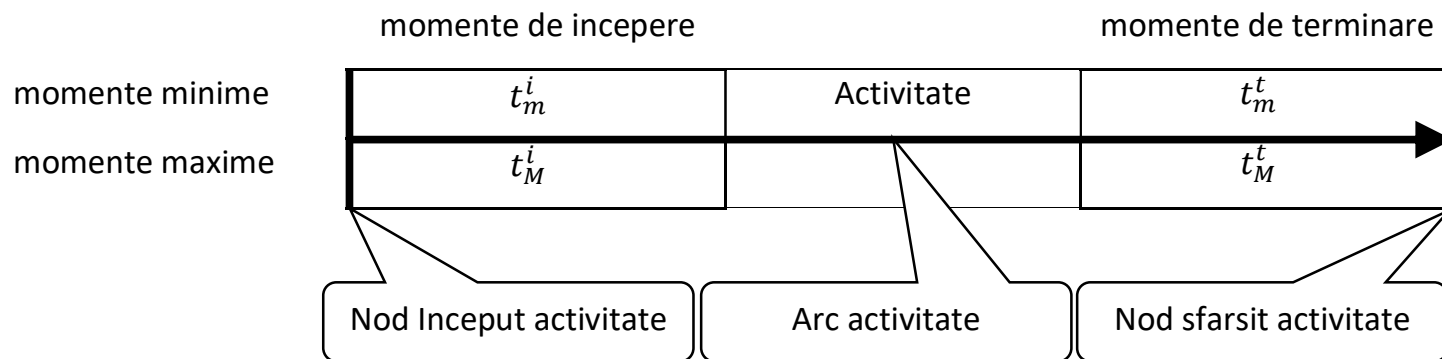 momente de incepere momente de terminare
momente minime t_m^i Activitate t_m^t
momente maxime t_M^i t_M^t
Nod Inceput activitate Arc activitate Nod sfarsit activitate